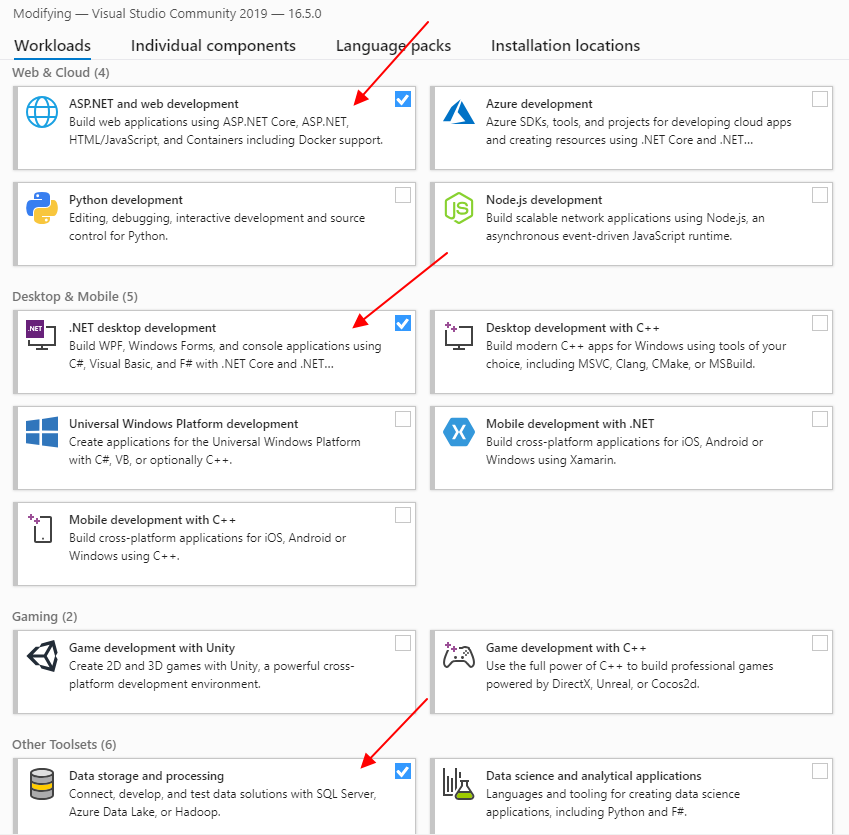 Modifying — Visual Studio Community 2019 — 16.5.0
Workloads Individual components Language packs Installation locations
Web & Cloud (4)
ASP.NET and web development
Build web applications using ASP.NET Core, ASP.NET,
HTML/JavaScript, and Containers including Docker support.
Azure development
Azure SDKs, tools, and projects for developing cloud apps
and creating resources using .NET Core and .NET...
Python development
Editing, debugging, interactive development and source
control for Python.
JS
Node.js development
Build scalable network applications using Node.js, an
asynchronous event-driven JavaScript runtime.
Desktop & Mobile (5)
.NET
.NET desktop development
Build WPF, Windows Forms, and console applications using
C#, Visual Basic, and F# with .NET Core and .NET...
Desktop development with C++
Build modern C++ apps for Windows using tools of your
choice, including MSVC, Clang, CMake, or MSBuild.
Universal Windows Platform development
Create applications for the Universal Windows Platform
with C#, VB, or optionally C++.
Mobile development with .NET
Build cross-platform applications for iOS, Android or
Windows using Xamarin.
Mobile development with C++
Build cross-platform applications for iOS, Android or
Windows using C++.
Gaming (2)
Game development with Unity
Create 2D and 3D games with Unity, a powerful cross-
platform development environment.
Game development with C++
Use the full power of C++ to build professional games
powered by DirectX, Unreal, or Cocos2d.
Other Toolsets (6)
Data storage and processing
Connect, develop, and test data solutions with SQL Server,
Azure Data Lake, or Hadoop.
Data science and analytical applications
Languages and tooling for creating data science
applications, including Python and F#.